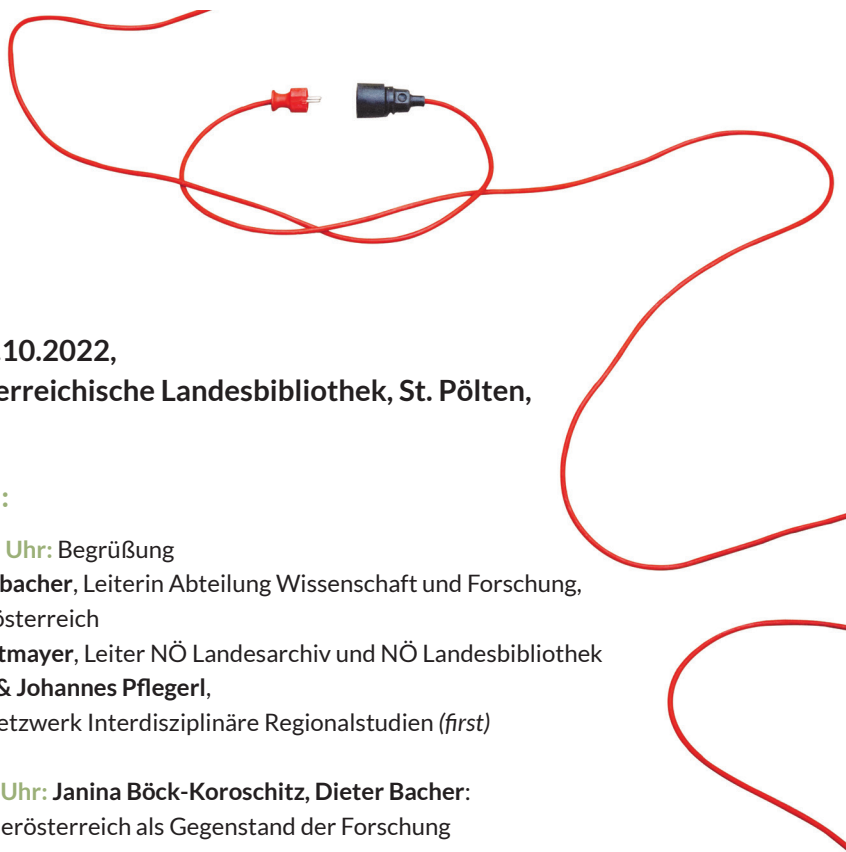 .10.2022,
erreichische Landesbibliothek, St. Pölten,
:
Uhr: Begrüßung
bacher, Leiterin Abteilung Wissenschaft und Forschung,
österreich
tmayer, Leiter NÖ Landesarchiv und NÖ Landesbibliothek
& Johannes Pflegerl,
etzwerk Interdisziplinäre Regionalstudien (first)
Uhr: Janina Böck-Koroschitz, Dieter Bacher:
erösterreich als Gegenstand der Forschung